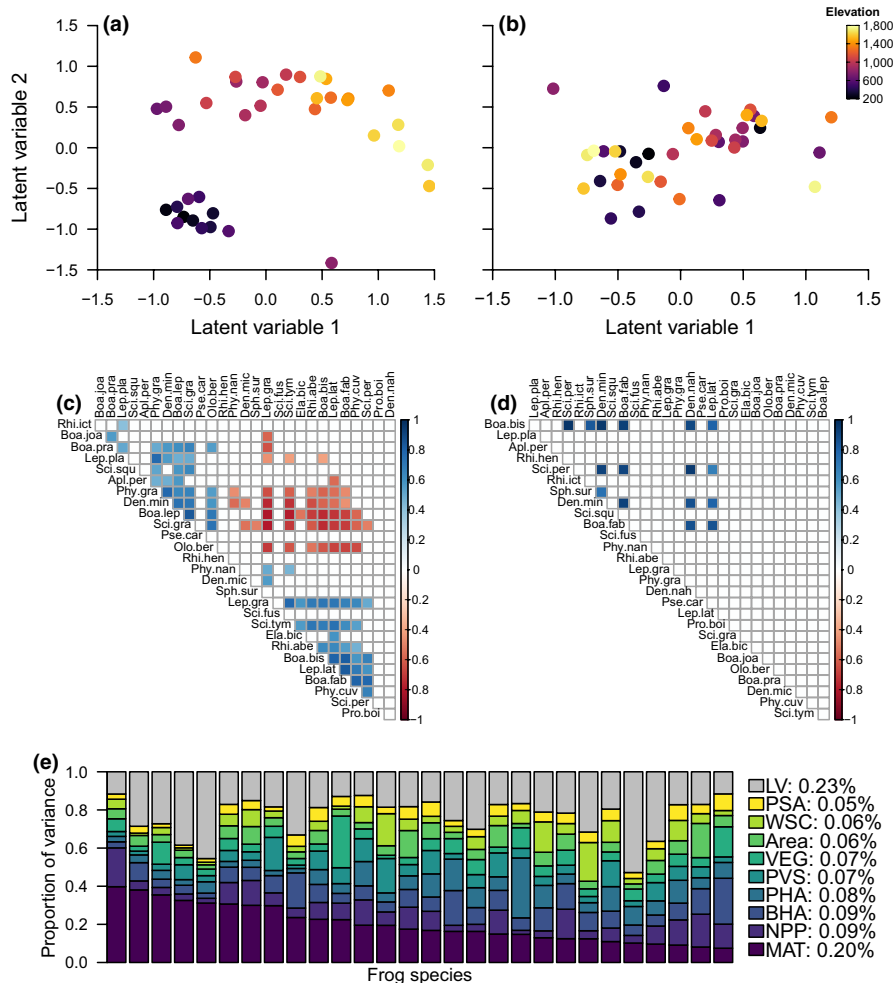 (a)
1.5
1.0
0.5
0.0
−0.5
−1.0
−1.5
Latent variable 2
−1.5 −1.0 −0.5 0.0 0.5 1.0 1.5
Latent variable 1
(b)
Elevation
1,800
1,000
600
200
−1.5 −1.0 −0.5 0.0 0.5 1.0 1.5
Latent variable 1
(c)
Boa.joa
Boa.pra
Lep.pla
Sci.squ
Apl.per
Phy.gra
Den.min
Boa.lep
Sci.gra
Pse.car
Olo.ber
Rhi.hen
Phy.nan
Den.mic
Sph.sur
Lep.gra
Sci.fus
Sci.tym
Ela.bic
Rhi.abe
Boa.bis
Lep.lat
Boa.fab
Phy.cuv
Sci.per
Pro.boi
Den.nah
Rhi.ict
Boa.joa
Boa.pra
Lep.pla
Sci.squ
Apl.per
Phy.gra
Den.min
Boa.lep
Sci.gra
Pse.car
Olo.ber
Rhi.hen
Phy.nan
Den.mic
Sph.sur
Lep.gra
Sci.fus
Sci.tym
Ela.bic
Rhi.abe
Boa.bis
Lep.lat
Boa.fab
Phy.cuv
Sci.per
Pro.boi
1
0.8
0.6
0.4
0.2
0
−0.2
−0.4
−0.6
−0.8
−1
(d)
Lep.pla
Apl.per
Rhi.hen
Sci.per
Rhi.ict
Sph.sur
Den.min
Sci.squ
Boa.fab
Sci.fus
Phy.nan
Rhi.abe
Lep.gra
Phy.gra
Den.nah
Pse.car
Lep.lat
Pro.boi
Sci.gra
Ela.bic
Boa.joa
Olo.ber
Boa.pra
Den.mic
Phy.cuv
Sci.tym
Boa.lep
Boa.bis
Lep.pla
Apl.per
Rhi.hen
Sci.per
Rhi.ict
Sph.sur
Den.min
Sci.squ
Boa.fab
Sci.fus
Phy.nan
Rhi.abe
Lep.gra
Phy.gra
Den.nah
Pse.car
Lep.lat
Pro.boi
Sci.gra
Ela.bic
Boa.joa
Olo.ber
Boa.pra
Den.mic
Phy.cuv
Sci.tym
1
0.8
0.6
0.4
0.2
0
−0.2
−0.4
−0.6
−0.8
−1
(e)
1.0
0.8
0.6
0.4
0.2
0.0
Proportion of variance
Frog species
LV: 0.23%
PSA: 0.05%
WSC: 0.06%
Area: 0.06%
VEG: 0.07%
PVS: 0.07%
PHA: 0.08%
BHA: 0.09%
NPP: 0.09%
MAT: 0.20%